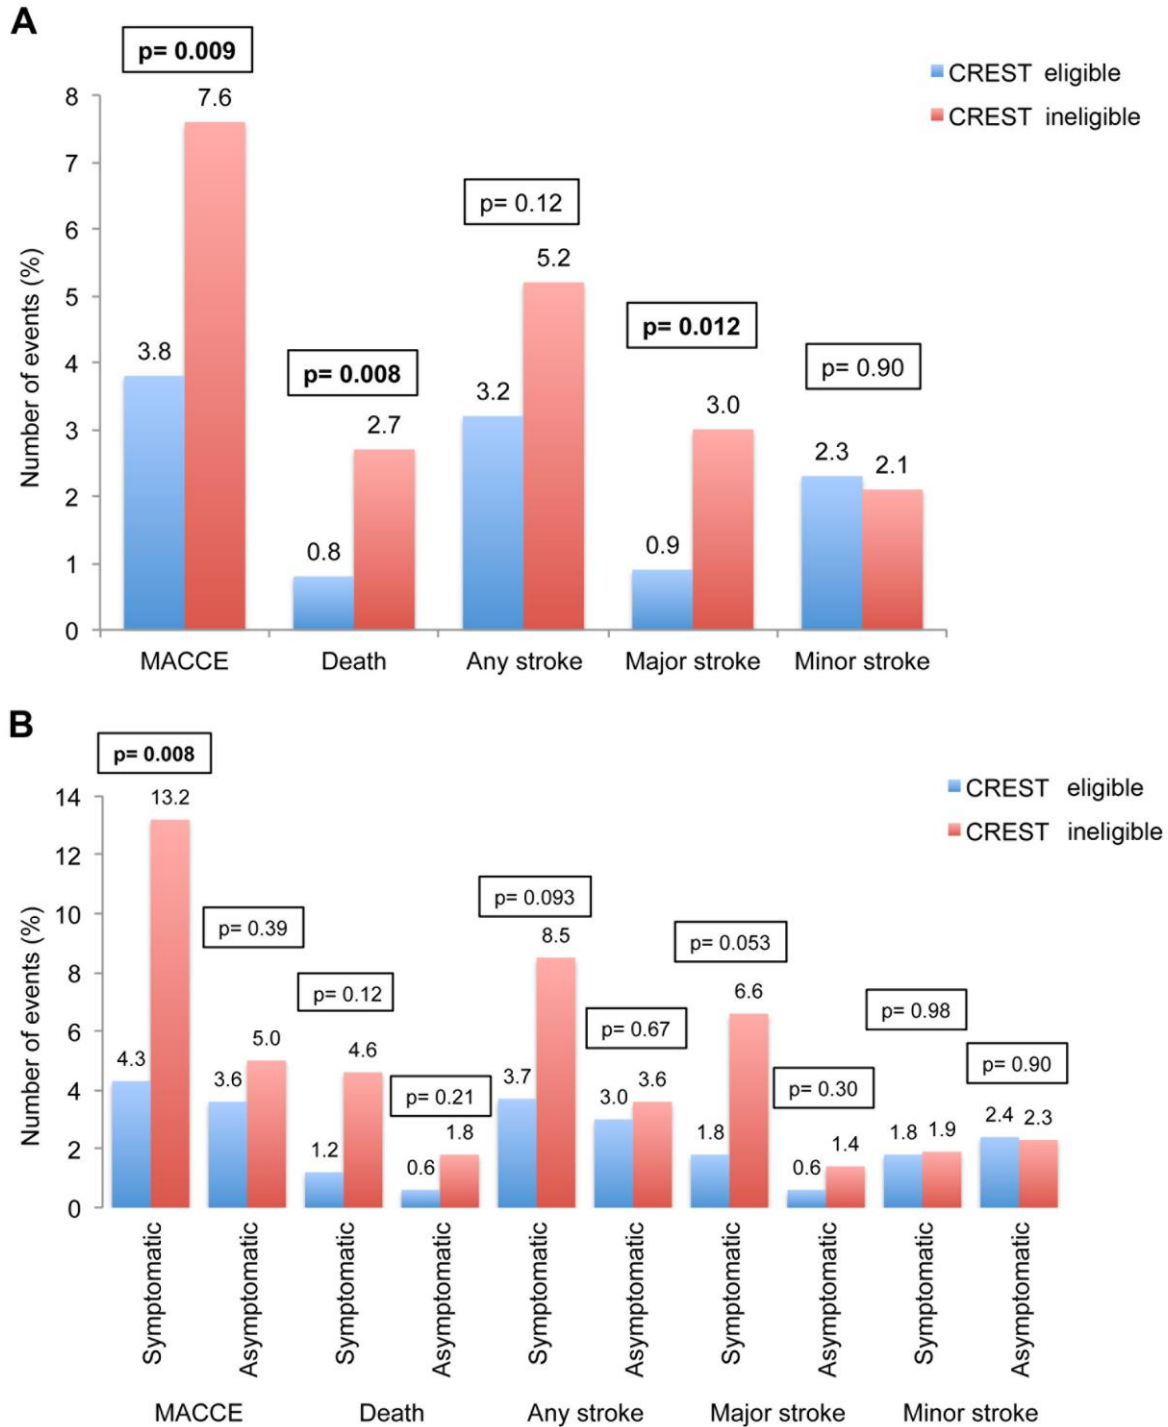 A
p= 0.009
CREST eligible
CREST ineligible
8
7
6
5
4
3
2
1
0
Number of events (%)
3.8
7.6
p= 0.008
0.8
2.7
p= 0.12
3.2
5.2
p= 0.012
0.9
3.0
p= 0.90
2.3
2.1
MACCE
Death
Any stroke
Major stroke
Minor stroke
B
p= 0.008
CREST eligible
CREST ineligible
14
12
10
8
6
4
2
0
Number of events (%)
4.3
13.2
p= 0.39
3.6
5.0
p= 0.12
1.2
4.6
p= 0.21
0.6
1.8
p= 0.093
3.7
8.5
p= 0.67
3.0
3.6
p= 0.053
1.8
6.6
p= 0.30
0.6
1.4
p= 0.98
1.8
1.9
p= 0.90
2.4
2.3
Symptomatic
Asymptomatic
Symptomatic
Asymptomatic
Symptomatic
Asymptomatic
Symptomatic
Asymptomatic
Symptomatic
Asymptomatic
MACCE
Death
Any stroke
Major stroke
Minor stroke